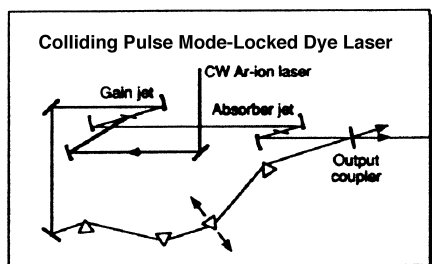 Colliding Pulse Mode-Locked Dye Laser
CW Ar-ion laser
Gain jet
Absorber jet
Output
coupler